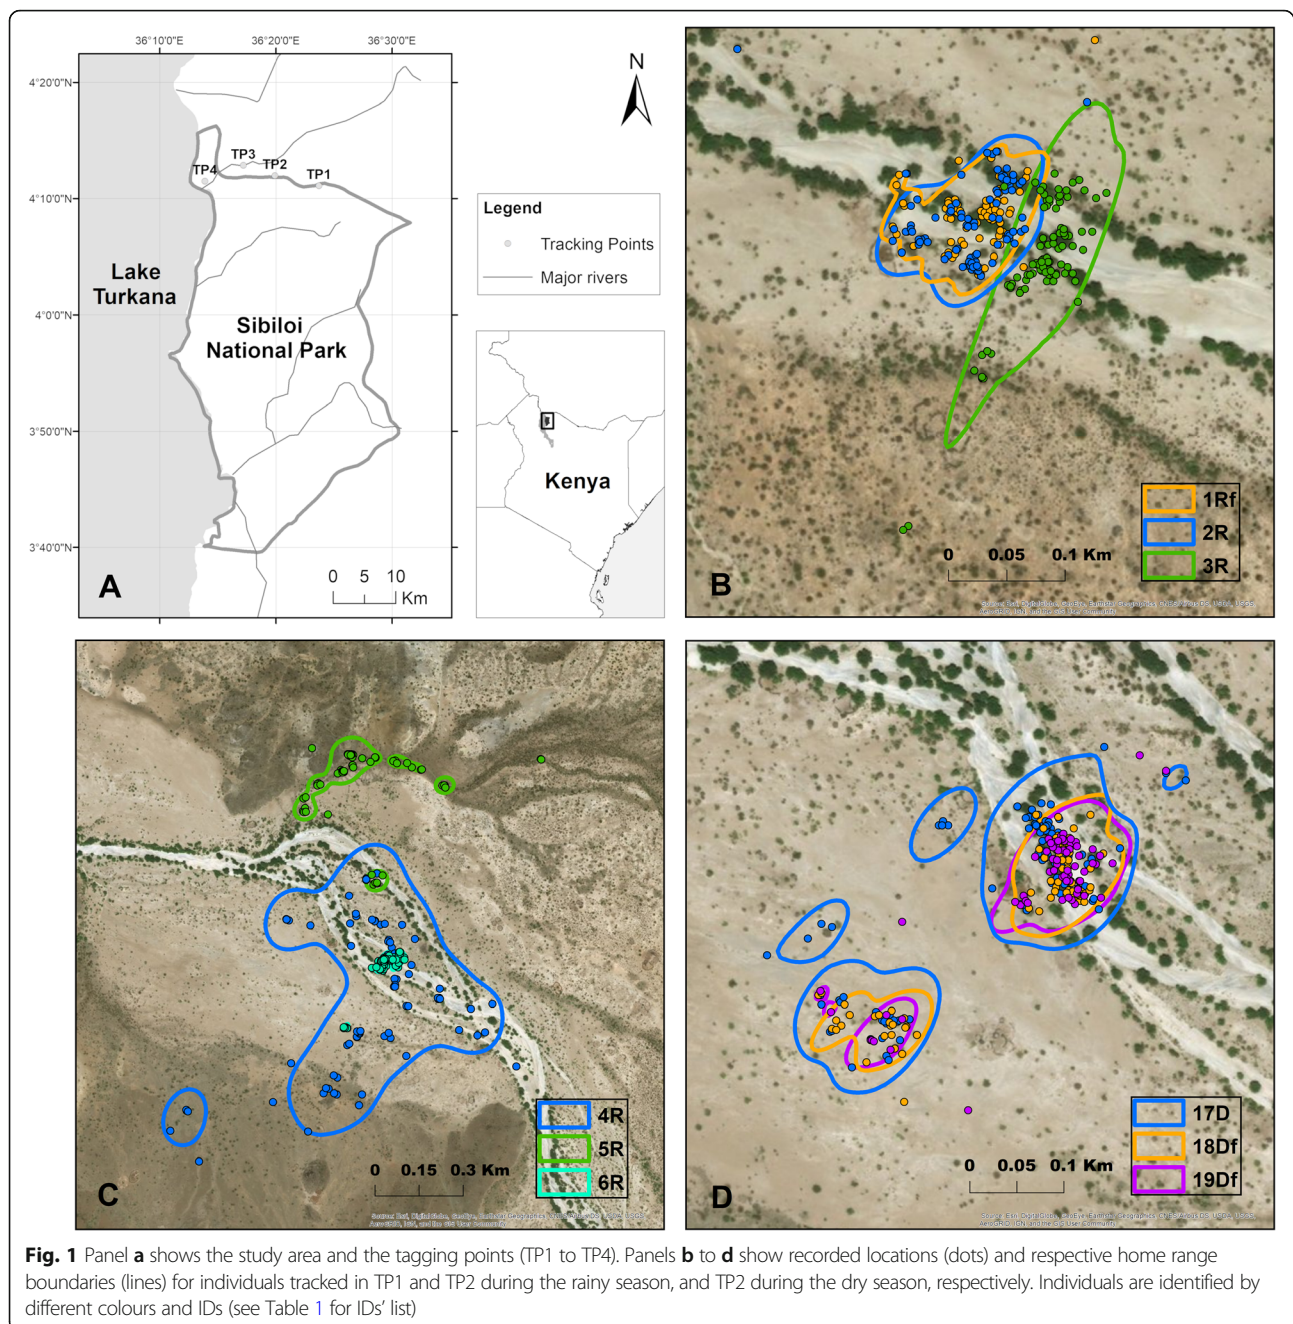 36°10'0"E 36°20'0"E 36°30'0"E
4°20'0"N
4°10'0"N
4°0'0"N
3°50'0"N
3°40'0"N
TP4 TP3 TP2 TP1
Lake
Turkana
Sibiloi
National Park
A
0 5 10
Km
N
Legend
Tracking Points
Major rivers
Kenya
1Rf
2R
3R
0 0.05 0.1 Km
B
4R
5R
6R
0 0.15 0.3 Km
C
17D
18Df
19Df
0 0.05 0.1 Km
D
Fig. 1 Panel a shows the study area and the tagging points (TP1 to TP4). Panels b to d show recorded locations (dots) and respective home range
boundaries (lines) for individuals tracked in TP1 and TP2 during the rainy season, and TP2 during the dry season, respectively. Individuals are identified by
different colours and IDs (see Table 1 for IDs' list)